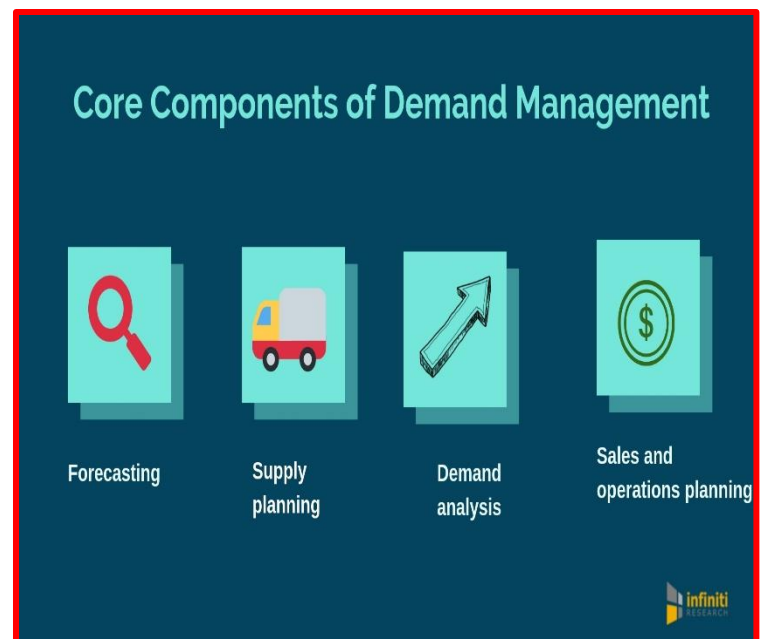 Core Components of Demand Management
$
Forecasting
Supply
planning
Demand
analysis
Sales and
operations planning
infiniti
RESEARCH